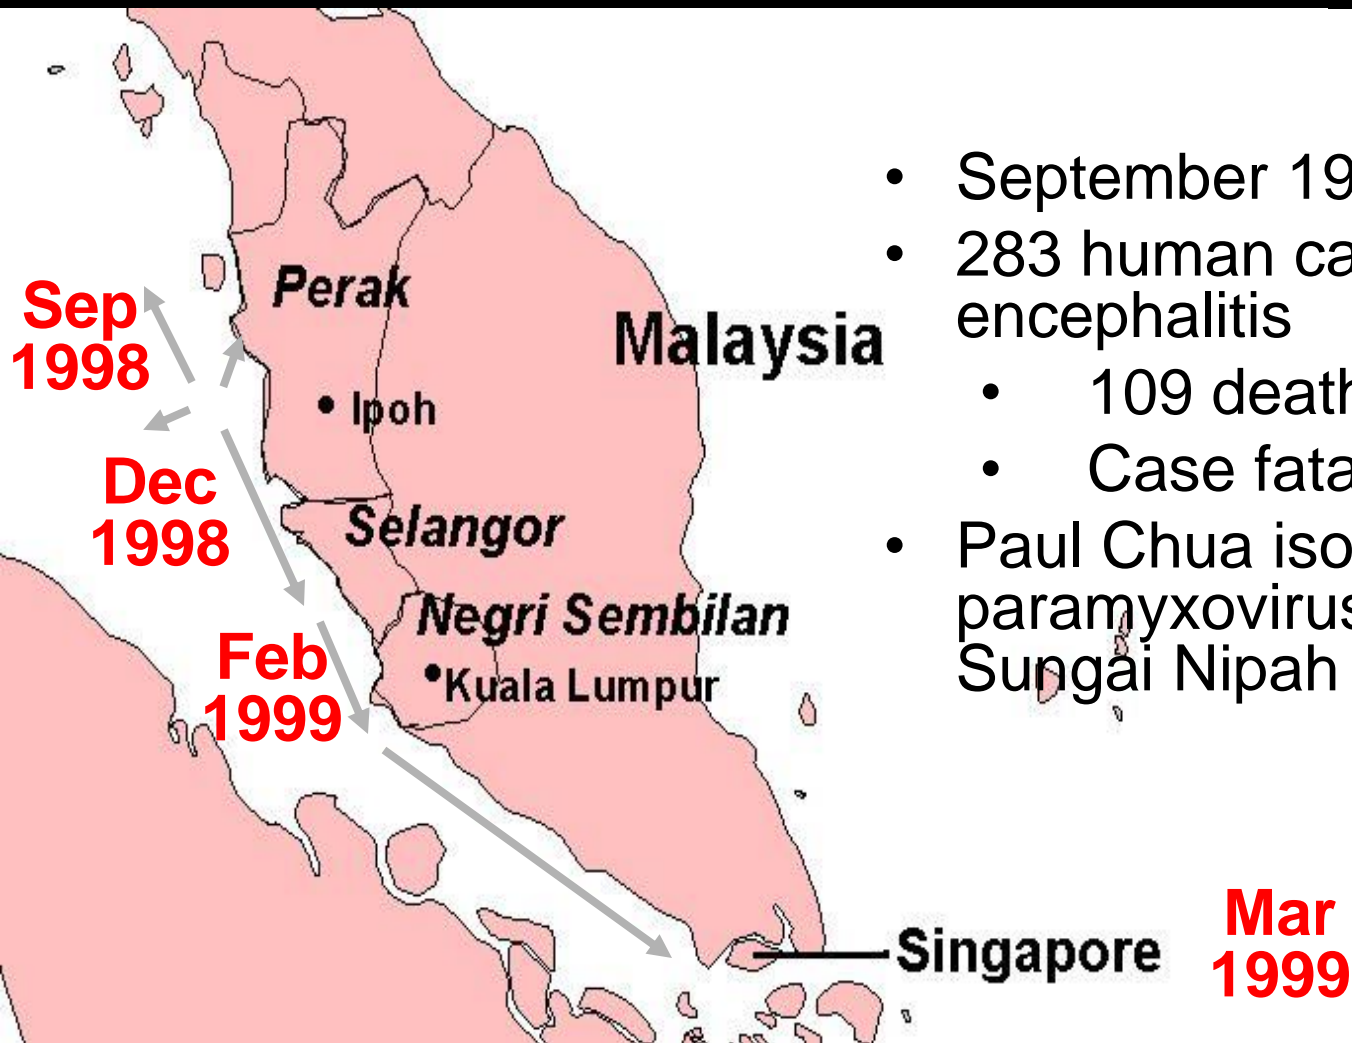 Sep
1998
Dec
1998
Feb
1999
Perak
Ipoh
Malaysia
Selangor
Negri Sembilan
Kuala Lumpur
Singapore
Mar
1999
• September 19
• 283 human ca
encephalitis
• 109 death
• Case fata
• Paul Chua iso
paramyxovirus
Sungai Nipah